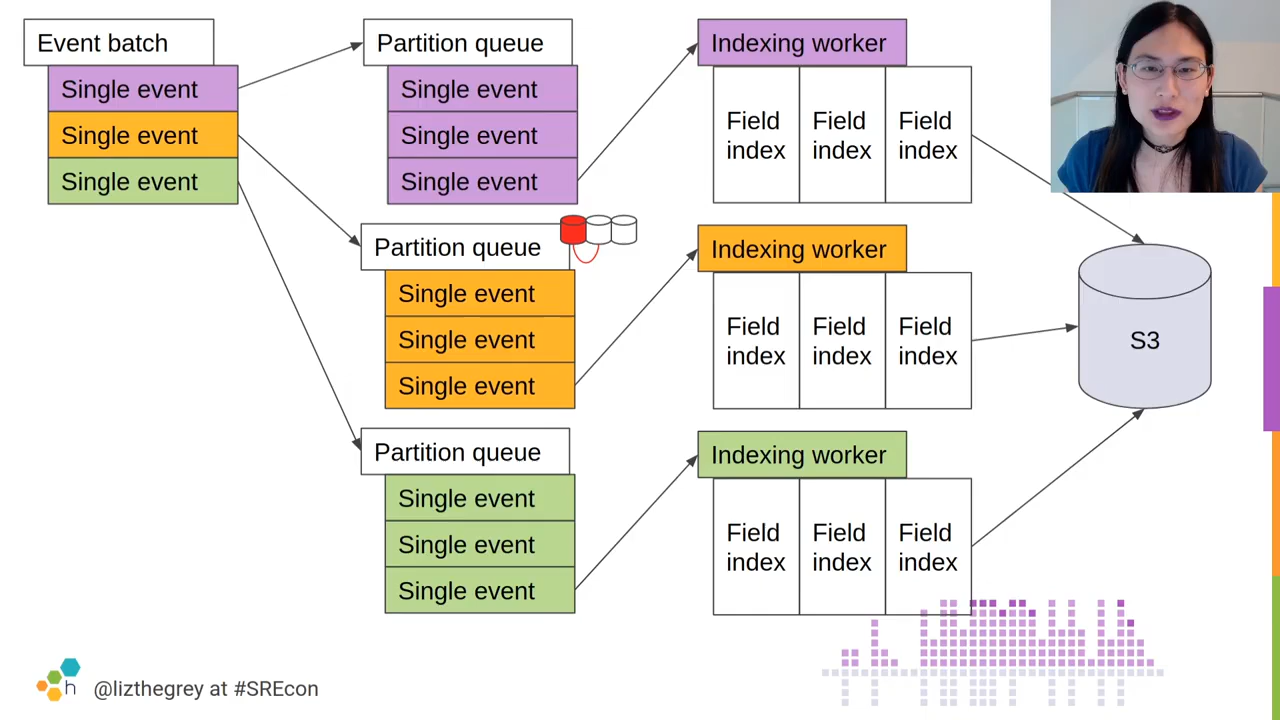 Event batch
Single event
Single event
Single event
Partition queue
Single event
Single event
Single event
Partition queue
Single event
Single event
Single event
Partition queue
Single event
Single event
Single event
Indexing worker
Field index
Field index
Field index
Indexing worker
Field index
Field index
Field index
Indexing worker
Field index
Field index
Field index
S3
h
@lizthegrey at #SREcon